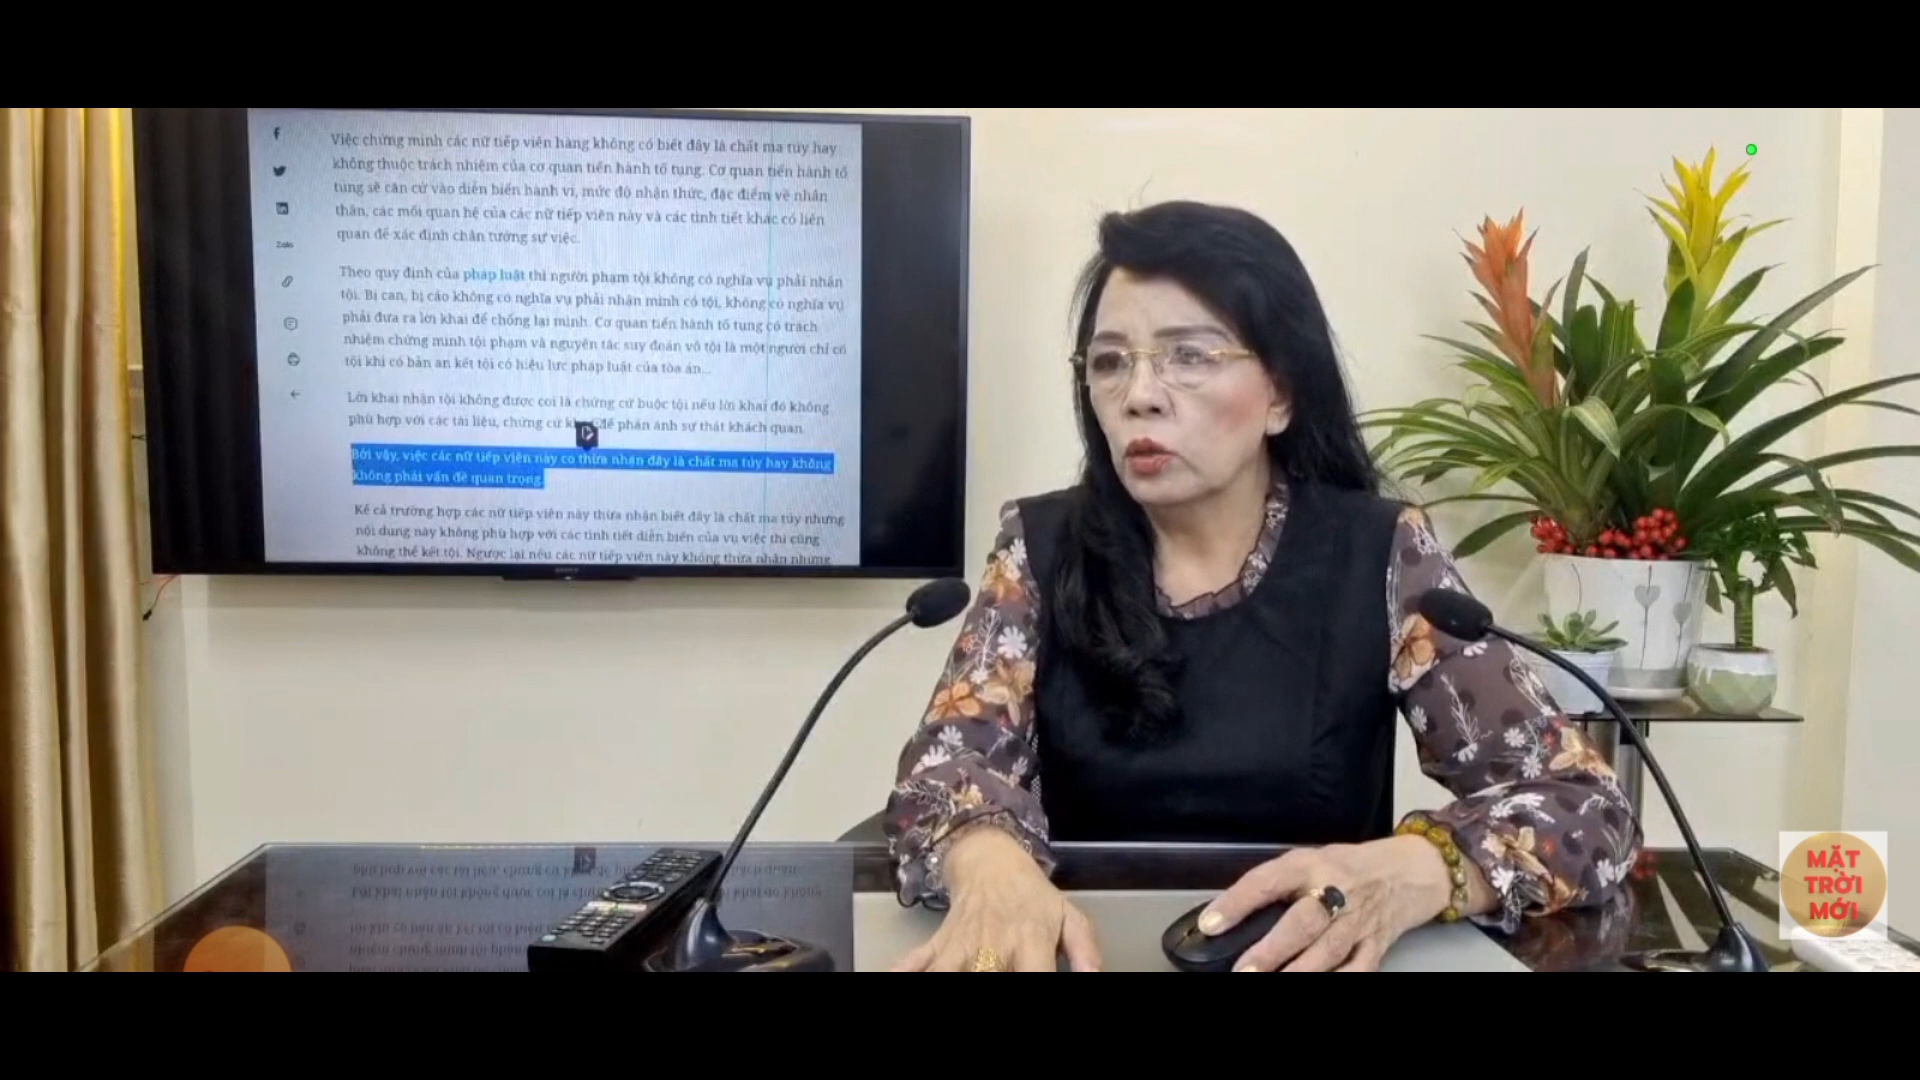 Việc chứng minh các nữ tiếp viên hàng không có biết đây là chất ma túy hay
không thuộc trách nhiệm của cơ quan tiến hành tố tụng. Cơ quan tiến hành tố
tụng sẽ căn cứ vào diễn biến hành vi, mức độ nhận thức, đặc điểm về nhân
thân, các mối quan hệ của các nữ tiếp viên này và các tình tiết khác có liên
quan để xác định chân tướng sự việc.
Theo quy định của pháp luật thì người phạm tội không có nghĩa vụ phải nhận
tội. Bị can, bị cáo không có nghĩa vụ phải nhận mình có tội, không có nghĩa vụ
phải đưa ra lời khai để chống lại mình. Cơ quan tiến hành tố tụng có trách
nhiệm chứng minh tội phạm và nguyên tắc suy đoán vô tội là một người chỉ có
tội khi có bản án kết tội có hiệu lực pháp luật của tòa án...
Lời khai nhận tội không được coi là chứng cứ buộc tội nếu lời khai đó không
phù hợp với các tài liệu, chứng cứ để phản ánh sự thật khách quan.
Bởi vậy, việc các nữ tiếp viên này có thừa nhận đây là chất ma túy hay không
không phải vấn đề quan trọng.
Kể cả trường hợp các nữ tiếp viên này thừa nhận biết đây là chất ma túy nhưng
nội dung này không phù hợp với các tình tiết diễn biến của vụ việc thì cũng
không thể kết tội. Ngược lại nếu các nữ tiếp viên này không thừa nhận nhưng
Zalo
MẶT
TRỜI
MỚI